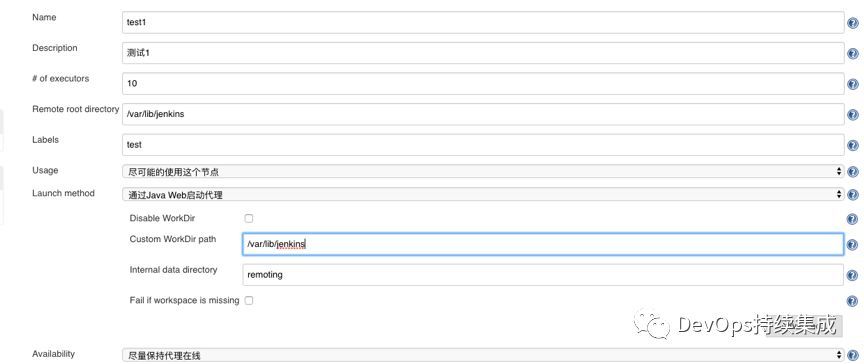 Name test1
Description 测试1
# of executors 10
Remote root directory /var/lib/jenkins
Labels test
Usage 尽可能的使用这个节点
Launch method 通过Java Web启动代理
Disable WorkDir
Custom WorkDir path /var/lib/jenkins
Internal data directory remoting
Fail if workspace is missing
DevOps持续集成
Availability 尽量保持代理在线